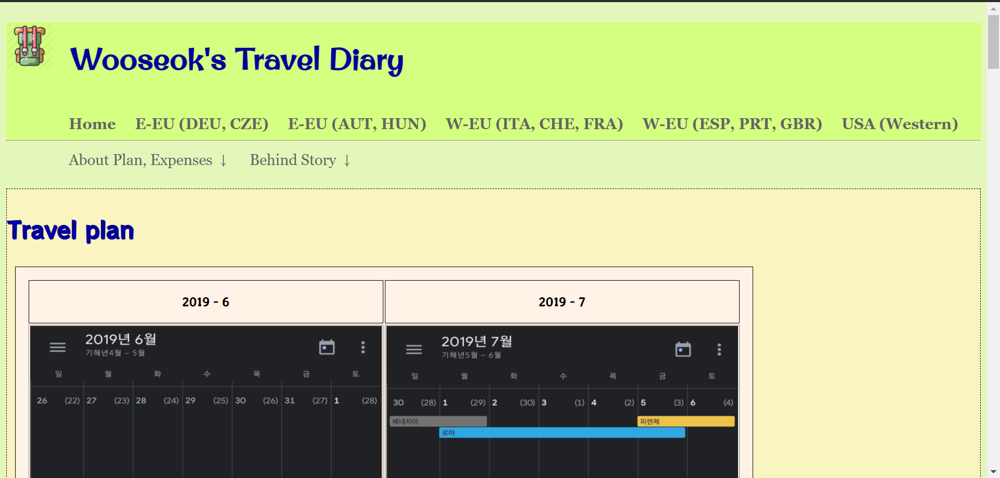 Wooseok's Travel Diary
Home E-EU (DEU, CZE) E-EU (AUT, HUN) W-EU (ITA, CHE, FRA) W-EU (ESP, PRT, GBR) USA (Western)
About Plan, Expenses ↓ Behind Story ↓
Travel plan
2019 - 6 2019 - 7
2019년 6월
기해년4월 – 5월
일 월 화 수 목 금 토
26 (22) 27 (23) 28 (24) 29 (25) 30 (26) 31 (27) 1 (28)
2019년 7월
기해년5월 – 6월
일 월 화 수 목 금 토
30 (28) 1 (29) 2 (30) 3 (1) 4 (2) 5 (3) 6 (4)
베네치아 피렌체
로마